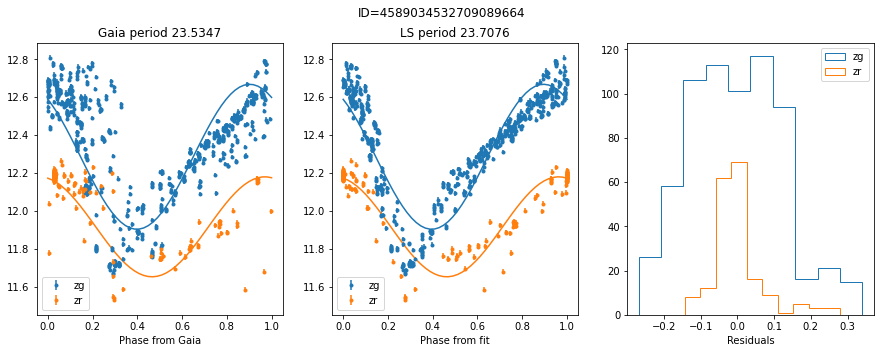 ID=4589034532709089664
Gaia period 23.5347
LS period 23.7076
12.8
12.6
12.4
12.2
12.0
11.8
11.6
zg
zr
0.0 0.2 0.4 0.6 0.8 1.0
Phase from Gaia
12.8
12.6
12.4
12.2
12.0
11.8
11.6
zg
zr
0.0 0.2 0.4 0.6 0.8 1.0
Phase from fit
120
100
80
60
40
20
0
zg
zr
−0.2 −0.1 0.0 0.1 0.2 0.3
Residuals